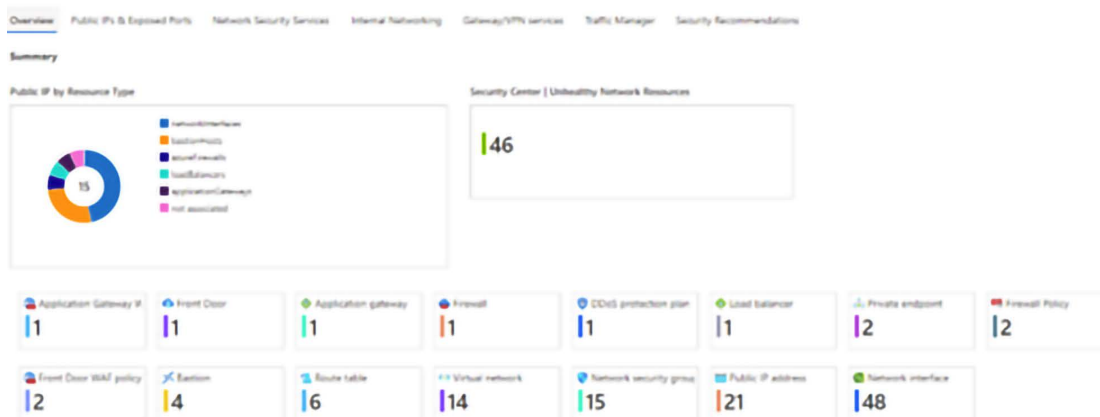 Overview Public IPs & Exposed Ports Network Security Services Internal Networking Gateway/VPN services Traffic Manager Security Recommendations
Summary
Public IP by Resource Type Security Center | Unhealthy Network Resources
networkInterfaces
bastionHosts
azureFirewalls
loadBalancers
applicationGateways
not associated
15
46
Application Gateway W Front Door Application gateway Firewall DDoS protection plan Load balancer Private endpoint Firewall Policy
1 1 1 1 1 1 2 2
Front Door WAF policy Bastion Route table Virtual network Network security group Public IP address Network interface
2 4 6 14 15 21 48